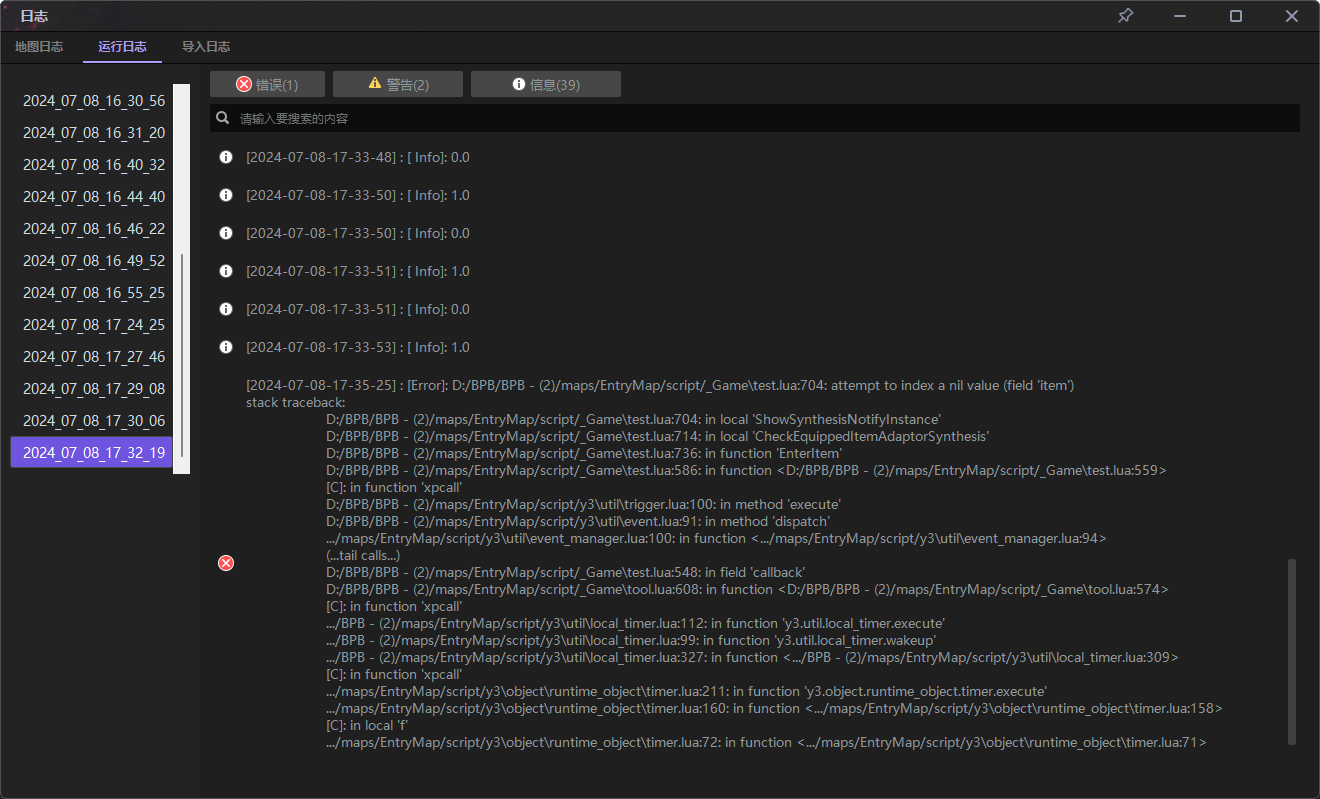 日志
地图日志 运行日志 导入日志
2024_07_08_16_30_56
2024_07_08_16_31_20
2024_07_08_16_40_32
2024_07_08_16_44_40
2024_07_08_16_46_22
2024_07_08_16_49_52
2024_07_08_16_55_25
2024_07_08_17_24_25
2024_07_08_17_27_46
2024_07_08_17_29_08
2024_07_08_17_30_06
2024_07_08_17_32_19
错误(1) 警告(2) 信息(39)
请输入要搜索的内容
[2024-07-08-17-33-48] : [ Info]: 0.0
[2024-07-08-17-33-50] : [ Info]: 1.0
[2024-07-08-17-33-50] : [ Info]: 0.0
[2024-07-08-17-33-51] : [ Info]: 1.0
[2024-07-08-17-33-51] : [ Info]: 0.0
[2024-07-08-17-33-53] : [ Info]: 1.0
[2024-07-08-17-35-25] : [Error]: D:/BPB/BPB - (2)/maps/EntryMap/script/_Game\test.lua:704: attempt to index a nil value (field 'item')
stack traceback:
D:/BPB/BPB - (2)/maps/EntryMap/script/_Game\test.lua:704: in local 'ShowSynthesisNotifyInstance'
D:/BPB/BPB - (2)/maps/EntryMap/script/_Game\test.lua:714: in local 'CheckEquippedItemAdaptorSynthesis'
D:/BPB/BPB - (2)/maps/EntryMap/script/_Game\test.lua:736: in function 'EnterItem'
D:/BPB/BPB - (2)/maps/EntryMap/script/_Game\test.lua:586: in function <D:/BPB/BPB - (2)/maps/EntryMap/script/_Game\test.lua:559>
[C]: in function 'xpcall'
D:/BPB/BPB - (2)/maps/EntryMap/script/y3\util\trigger.lua:100: in method 'execute'
D:/BPB/BPB - (2)/maps/EntryMap/script/y3\util\event.lua:91: in method 'dispatch'
.../maps/EntryMap/script/y3\util\event_manager.lua:100: in function <.../maps/EntryMap/script/y3\util\event_manager.lua:94>
(...tail calls...)
D:/BPB/BPB - (2)/maps/EntryMap/script/_Game\test.lua:548: in field 'callback'
D:/BPB/BPB - (2)/maps/EntryMap/script/_Game\tool.lua:608: in function <D:/BPB/BPB - (2)/maps/EntryMap/script/_Game\tool.lua:574>
[C]: in function 'xpcall'
.../BPB - (2)/maps/EntryMap/script/y3\util\local_timer.lua:112: in function 'y3.util.local_timer.execute'
.../BPB - (2)/maps/EntryMap/script/y3\util\local_timer.lua:99: in function 'y3.util.local_timer.wakeup'
.../BPB - (2)/maps/EntryMap/script/y3\util\local_timer.lua:327: in function <.../BPB - (2)/maps/EntryMap/script/y3\util\local_timer.lua:309>
[C]: in function 'xpcall'
.../maps/EntryMap/script/y3\object\runtime_object\timer.lua:211: in function 'y3.object.runtime_object.timer.execute'
.../maps/EntryMap/script/y3\object\runtime_object\timer.lua:160: in function <.../maps/EntryMap/script/y3\object\runtime_object\timer.lua:158>
[C]: in local 'f'
.../maps/EntryMap/script/y3\object\runtime_object\timer.lua:72: in function <.../maps/EntryMap/script/y3\object\runtime_object\timer.lua:71>